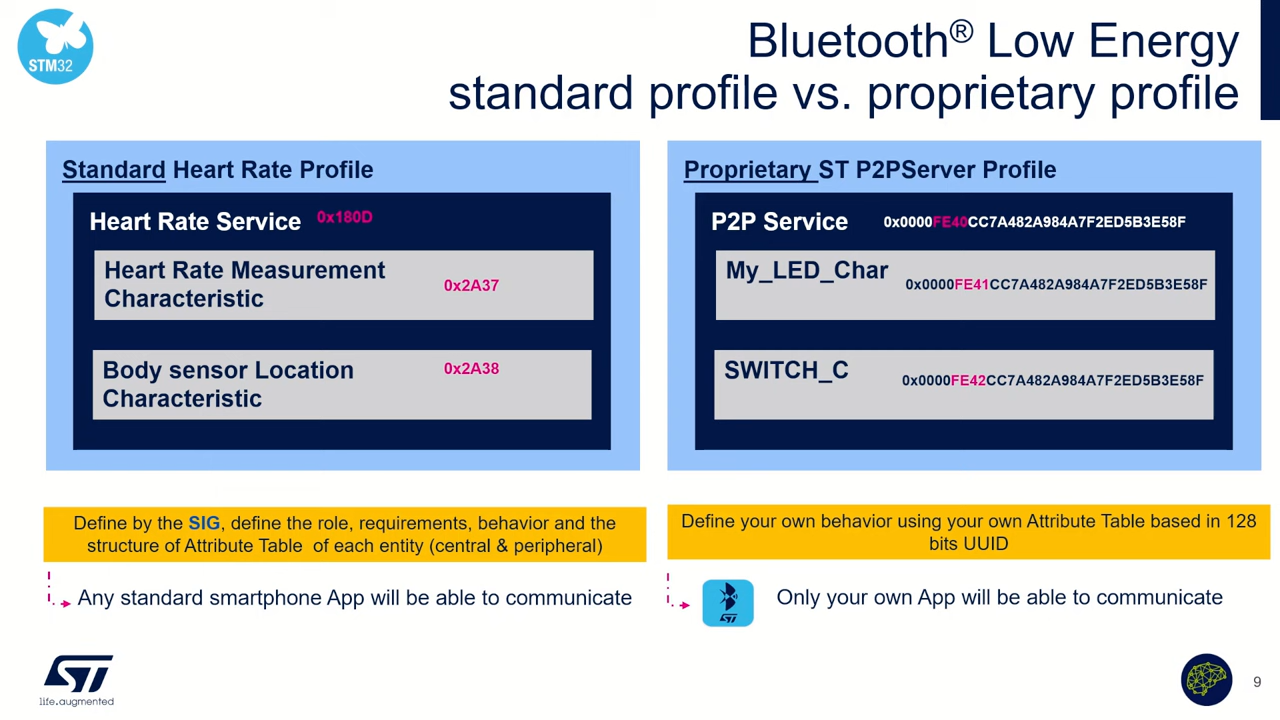 STM32
Bluetooth® Low Energy
standard profile vs. proprietary profile
Standard Heart Rate Profile
Heart Rate Service 0x180D
Heart Rate Measurement
Characteristic
0x2A37
Body sensor Location
Characteristic
0x2A38
Define by the SIG, define the role, requirements, behavior and the
structure of Attribute Table of each entity (central & peripheral)
Any standard smartphone App will be able to communicate
Proprietary ST P2PServer Profile
P2P Service 0x0000FE40CC7A482A984A7F2ED5B3E58F
My_LED_Char 0x0000FE41CC7A482A984A7F2ED5B3E58F
SWITCH_C 0x0000FE42CC7A482A984A7F2ED5B3E58F
Define your own behavior using your own Attribute Table based in 128
bits UUID
ST
Only your own App will be able to communicate
ST
life.augmented
9